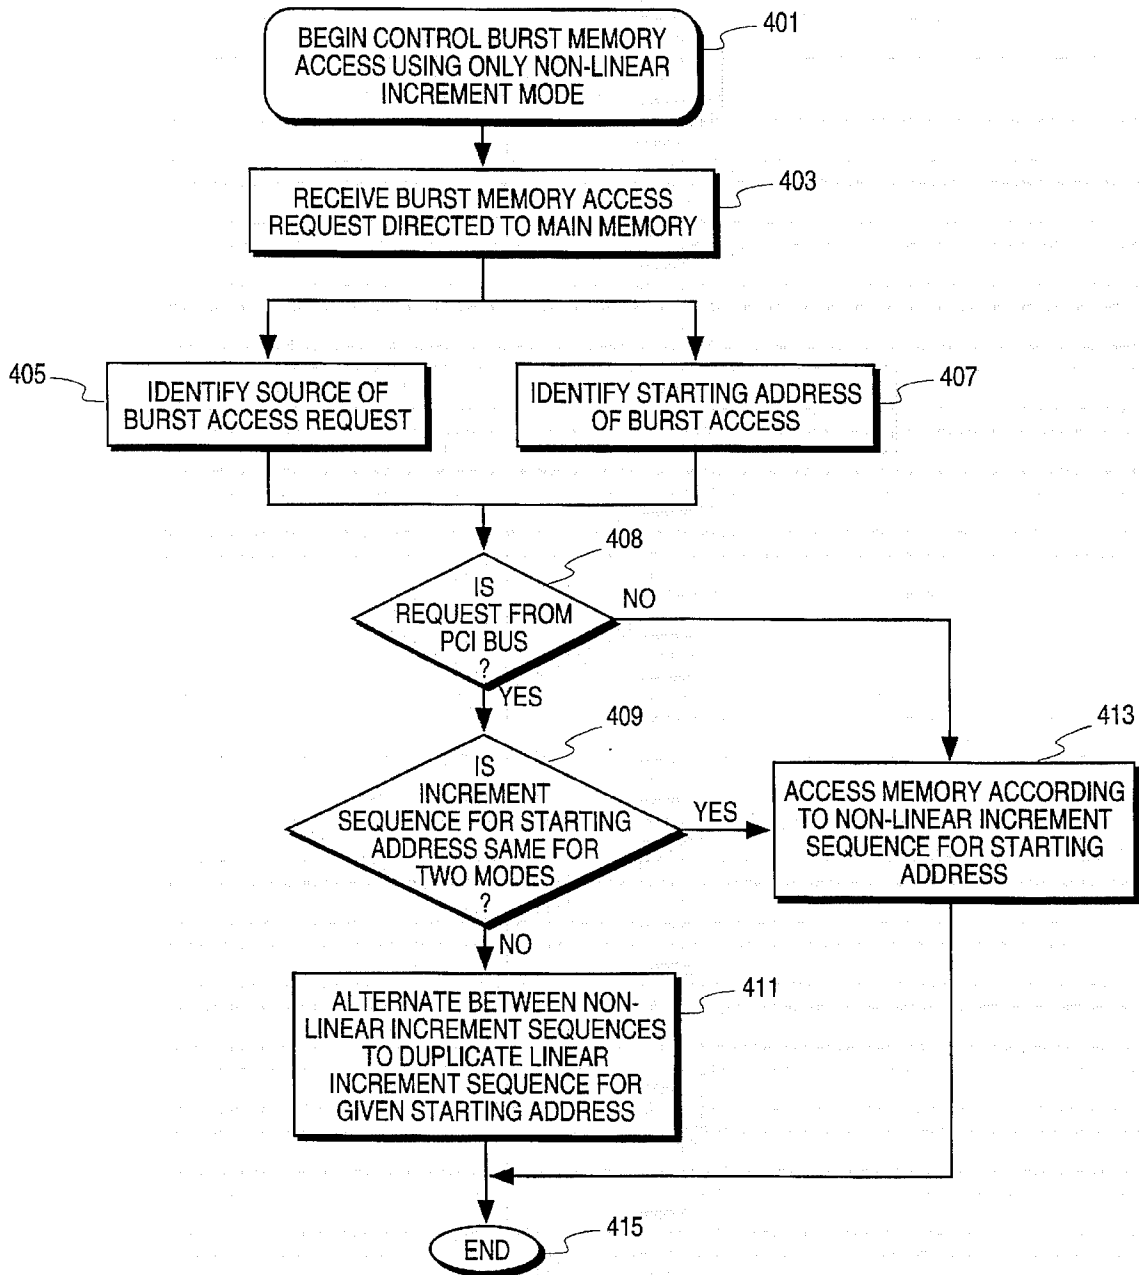 BEGIN CONTROL BURST MEMORY
ACCESS USING ONLY NON-LINEAR
INCREMENT MODE
401
RECEIVE BURST MEMORY ACCESS
REQUEST DIRECTED TO MAIN MEMORY
403
405
IDENTIFY SOURCE OF
BURST ACCESS REQUEST
IDENTIFY STARTING ADDRESS
OF BURST ACCESS
407
408
IS
REQUEST FROM
PCI BUS
?
NO
YES
409
IS
INCREMENT
SEQUENCE FOR STARTING
ADDRESS SAME FOR
TWO MODES
?
YES
NO
413
ACCESS MEMORY ACCORDING
TO NON-LINEAR INCREMENT
SEQUENCE FOR STARTING
ADDRESS
ALTERNATE BETWEEN NON-
LINEAR INCREMENT SEQUENCES
TO DUPLICATE LINEAR
INCREMENT SEQUENCE FOR
GIVEN STARTING ADDRESS
411
END
415